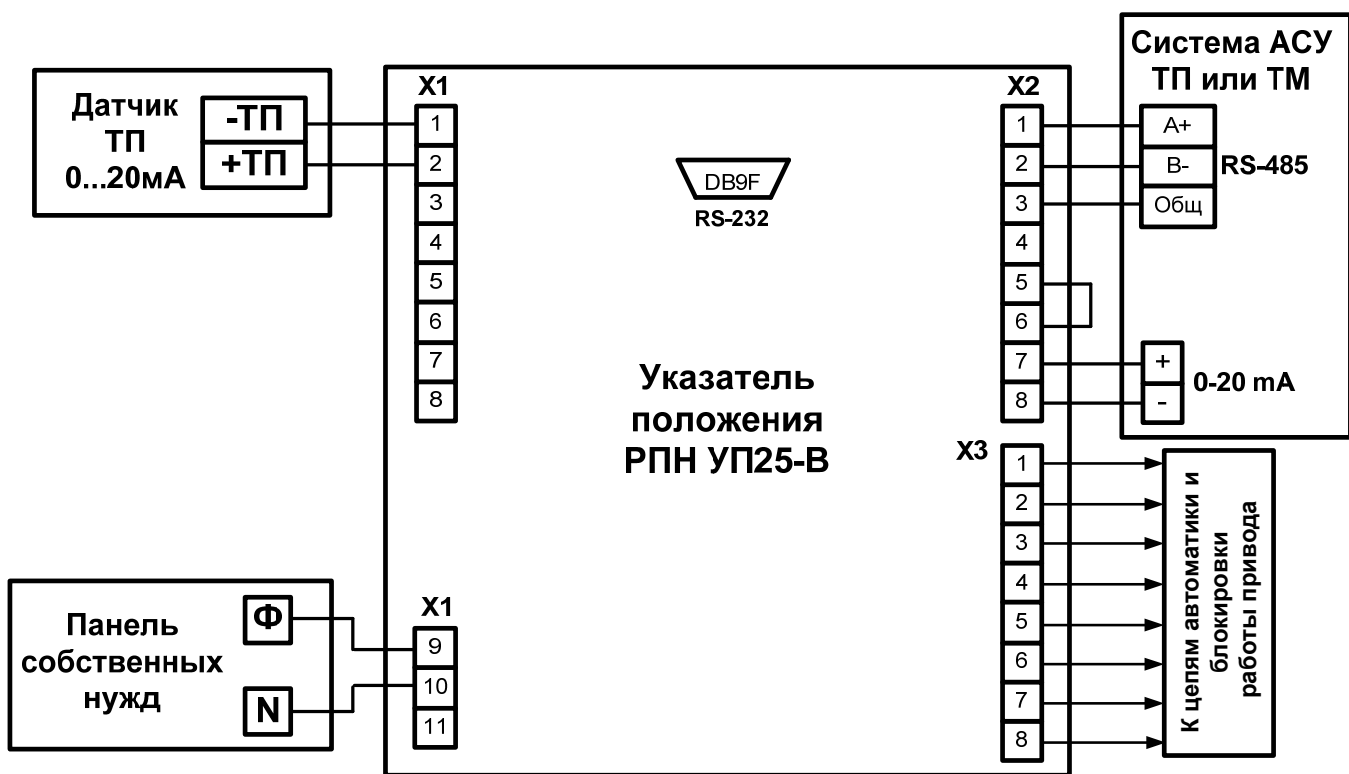 Датчик
ТП
0...20мА
-ТП
+ТП
X1
1
2
3
4
5
6
7
8
DB9F
RS-232
Указатель
положения
РПН УП25-В
X2
1
2
3
4
5
6
7
8
Система АСУ
ТП или ТМ
A+
B-
Общ
RS-485
+
-
0-20 mA
X3
1
2
3
4
5
6
7
8
К цепям автоматики и
блокировки
работы привода
Панель
собственных
нужд
Ф
N
X1
9
10
11